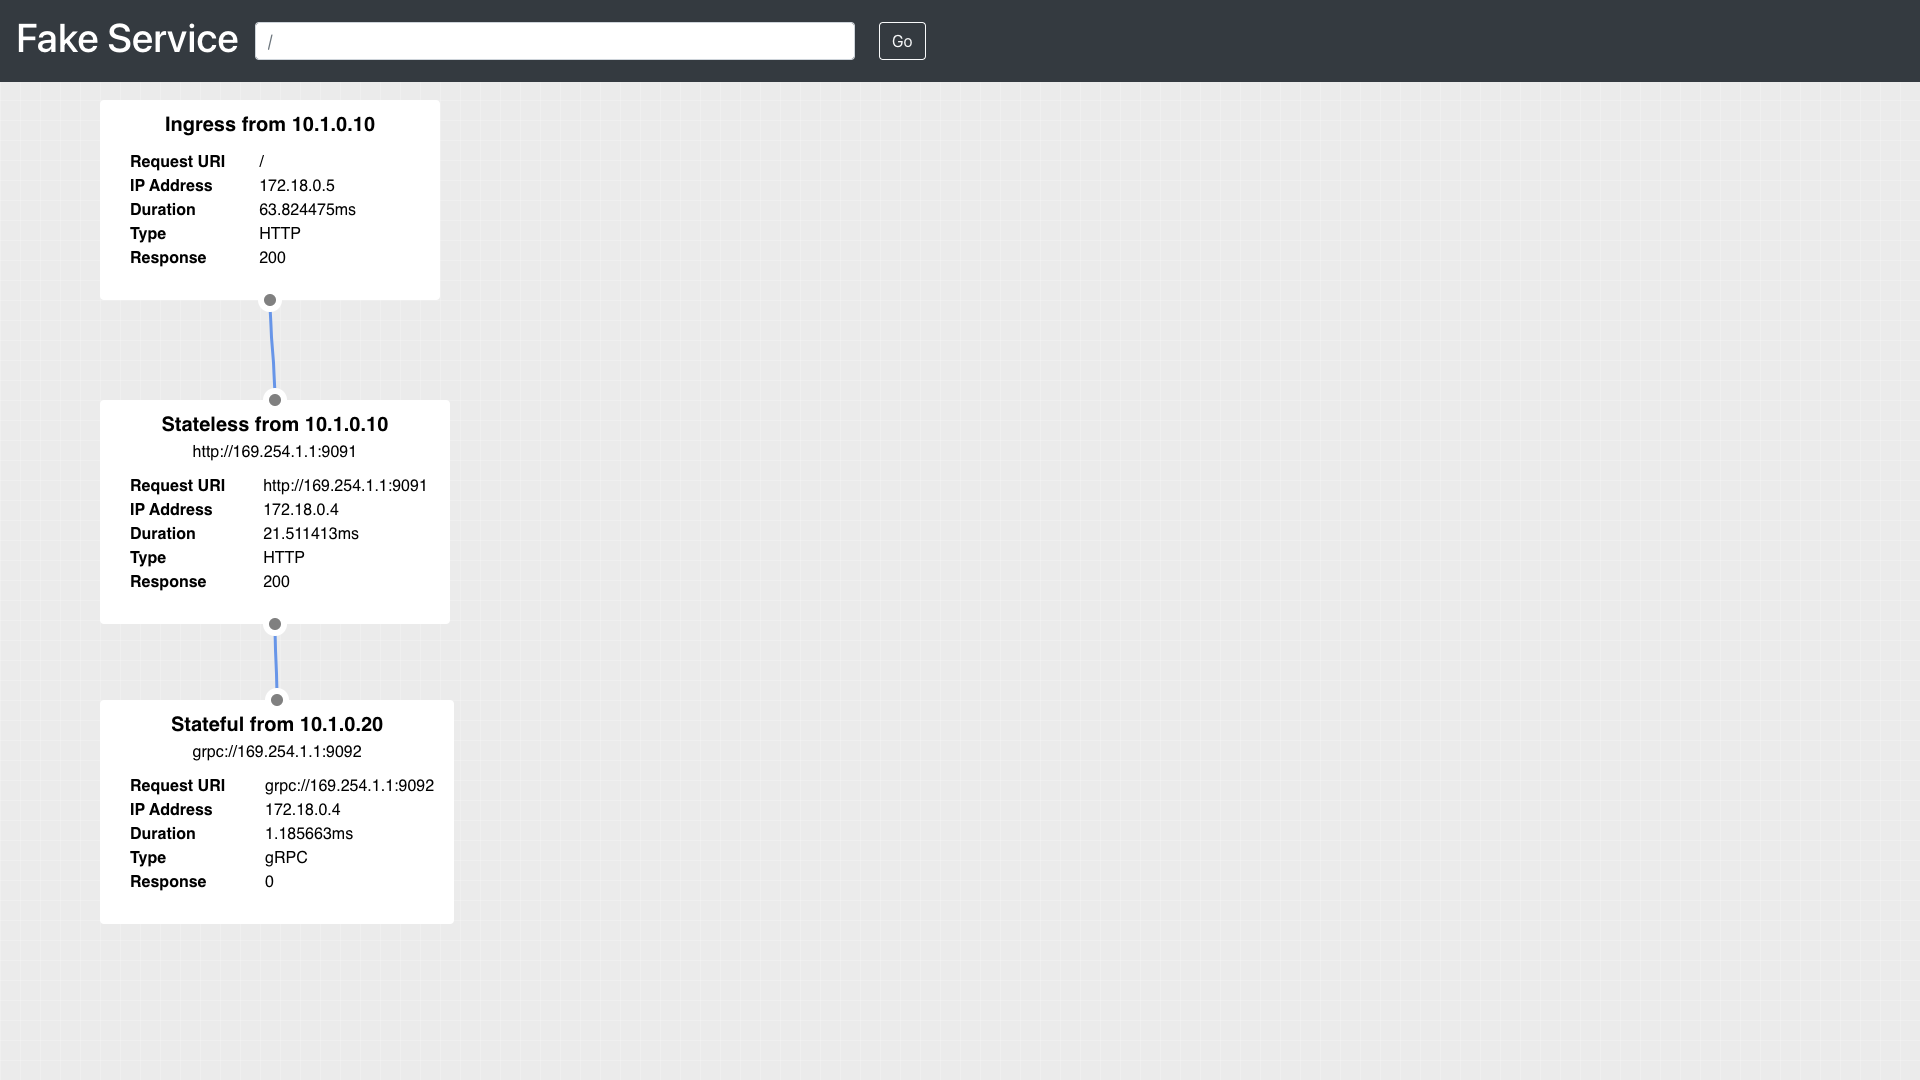 Fake Service / Go
Ingress from 10.1.0.10
Request URI /
IP Address 172.18.0.5
Duration 63.824475ms
Type HTTP
Response 200
Stateless from 10.1.0.10
http://169.254.1.1:9091
Request URI http://169.254.1.1:9091
IP Address 172.18.0.4
Duration 21.511413ms
Type HTTP
Response 200
Stateful from 10.1.0.20
grpc://169.254.1.1:9092
Request URI grpc://169.254.1.1:9092
IP Address 172.18.0.4
Duration 1.185663ms
Type gRPC
Response 0